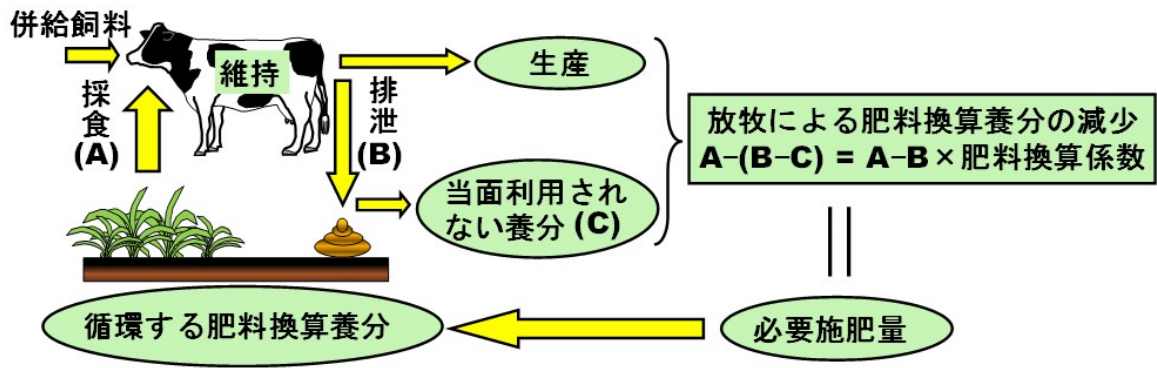 併給飼料
維持
採食
(A)
排泄
(B)
生産
当面利用され
ない養分 (C)
放牧による肥料換算養分の減少
A−(B−C) = A−B×肥料換算係数
循環する肥料換算養分
必要施肥量